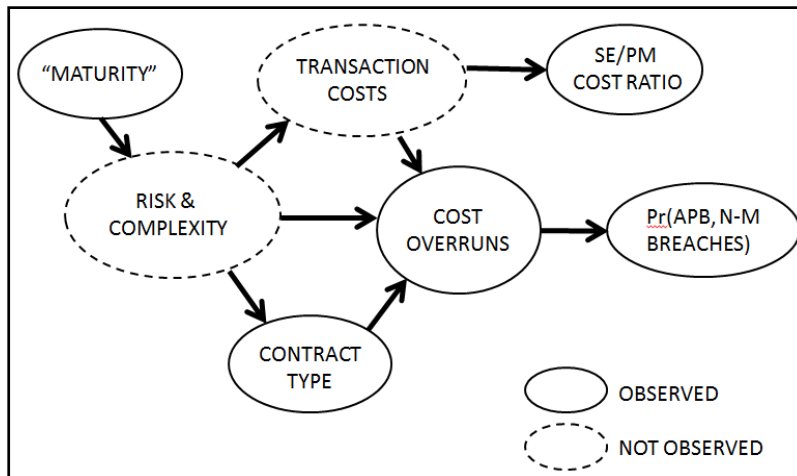 “MATURITY”
TRANSACTION
COSTS
SE/PM
COST RATIO
RISK &
COMPLEXITY
COST
OVERRUNS
Pr(APB, N-M
BREACHES)
CONTRACT
TYPE
OBSERVED
NOT OBSERVED